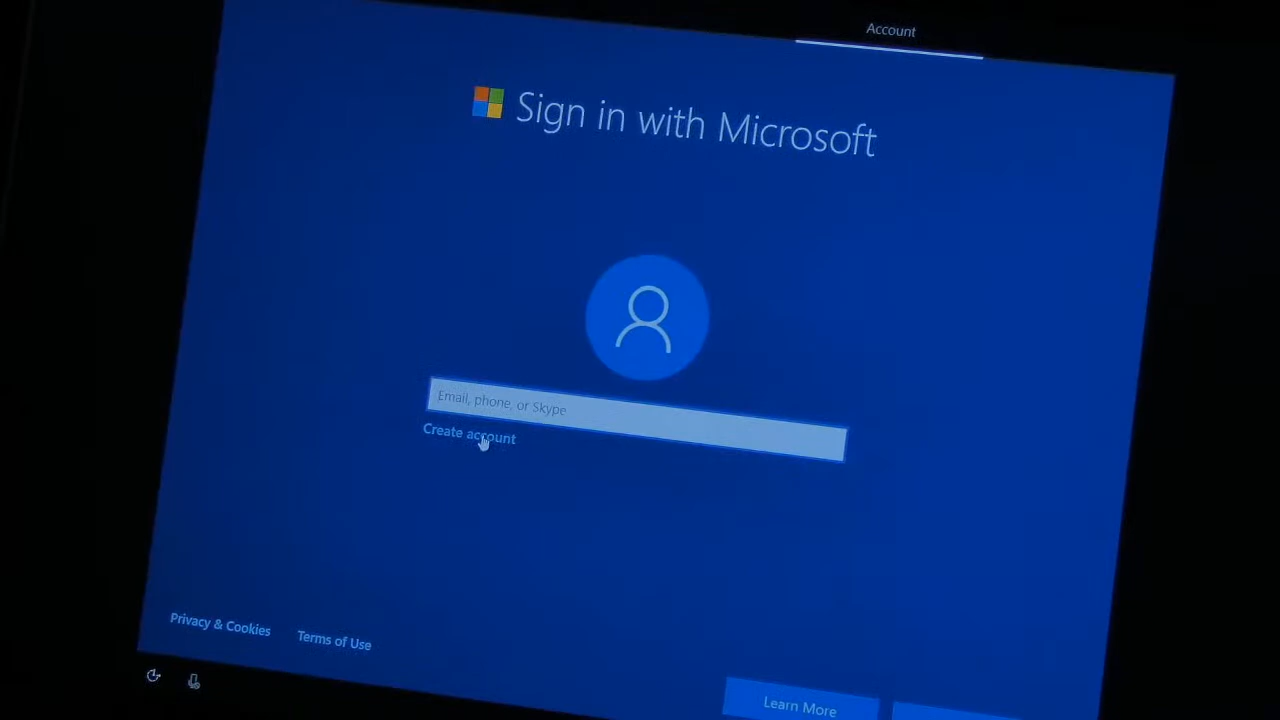 Account
Sign in with Microsoft
Email, phone, or Skype
Create account
Privacy & Cookies
Terms of Use
Learn More